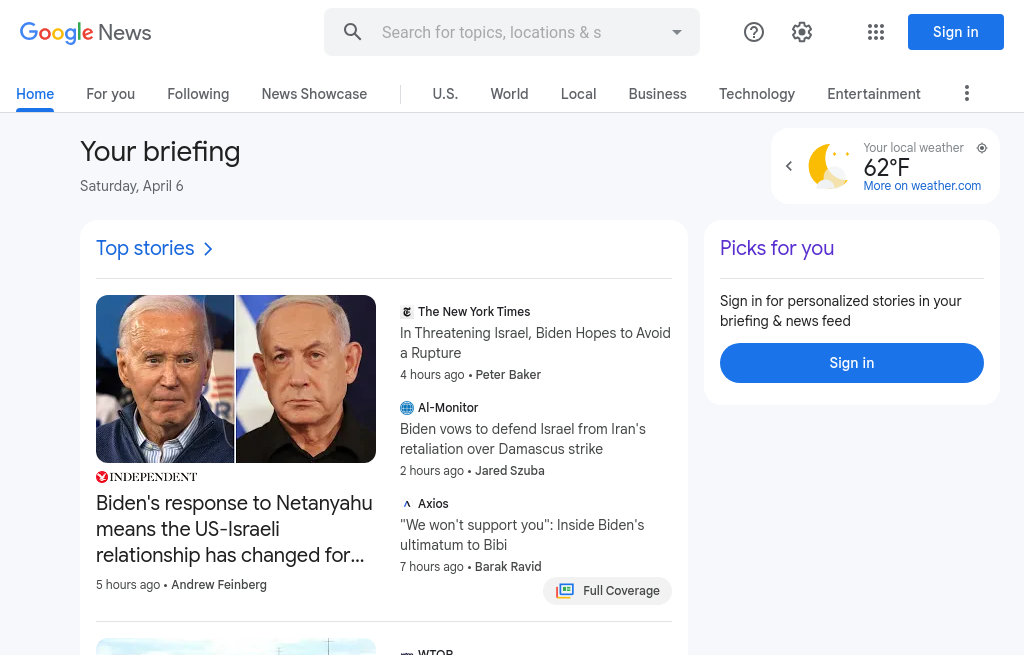 Google News
Search for topics, locations & s
Sign in
Home
For you
Following
News Showcase
U.S.
World
Local
Business
Technology
Entertainment
Your briefing
Saturday, April 6
Your local weather
62°F
More on weather.com
Top stories
INDEPENDENT
Biden's response to Netanyahu
means the US-Israeli
relationship has changed for...
5 hours ago • Andrew Feinberg
The New York Times
In Threatening Israel, Biden Hopes to Avoid
a Rupture
4 hours ago • Peter Baker
Al-Monitor
Biden vows to defend Israel from Iran's
retaliation over Damascus strike
2 hours ago • Jared Szuba
Axios
"We won't support you": Inside Biden's
ultimatum to Bibi
7 hours ago • Barak Ravid
Full Coverage
WTOP
Picks for you
Sign in for personalized stories in your
briefing & news feed
Sign in